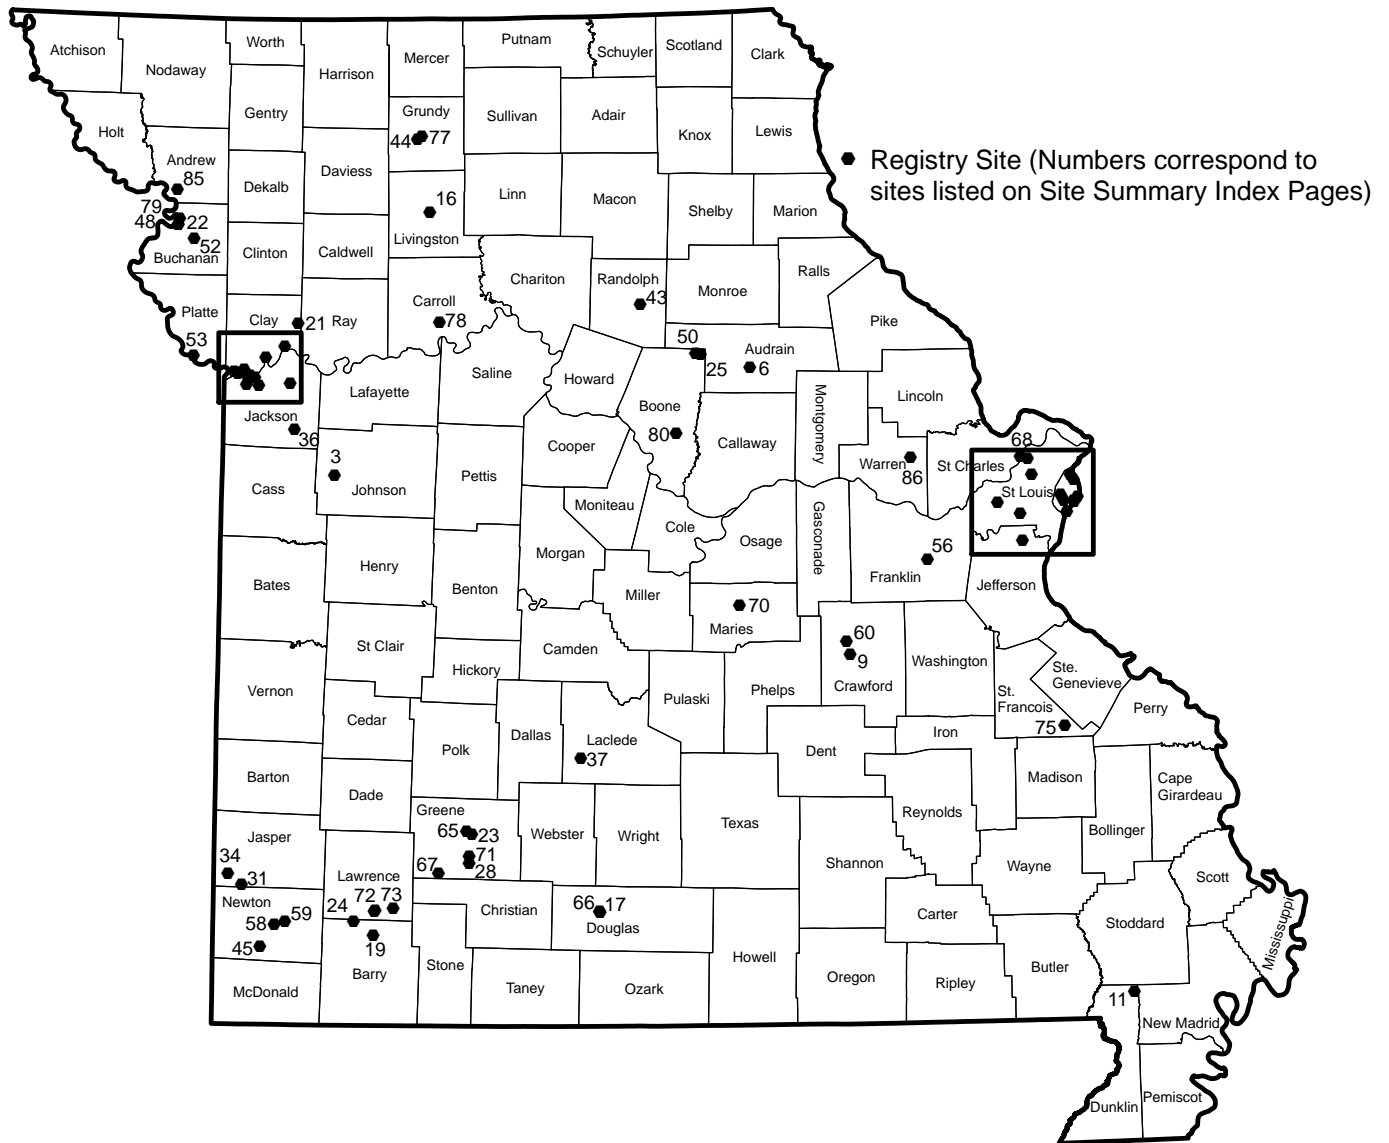 Atchison
Nodaway
Worth
Harrison
Mercer
Putnam
Schuyler
Scotland
Clark
Holt
Gentry
Grundy
44
77
Sullivan
Adair
Knox
Lewis
Registry Site (Numbers correspond to
sites listed on Site Summary Index Pages)
Andrew
85
Dekalb
Daviess
Linn
Macon
Shelby
Marion
79
48
22
52
Buchanan
Clinton
Caldwell
16
Livingston
Chariton
Randolph
43
Monroe
Ralls
Pike
Platte
53
Clay
21
Ray
Carroll
78
Saline
Howard
50
25
Audrain
6
Lafayette
Boone
80
Callaway
Montgomery
Lincoln
Jackson
36
3
Johnson
Pettis
Cooper
Warren
86
St Charles
68
St Louis
Cass
Moniteau
Cole
Osage
Gasconade
Franklin
56
Jefferson
Bates
Henry
Benton
Morgan
Miller
70
Maries
St Clair
Hickory
Camden
Pulaski
Phelps
60
9
Crawford
Washington
Ste.
Genevieve
St.
Francois
75
Perry
Vernon
Cedar
Polk
Dallas
Laclede
37
Dent
Iron
Madison
Cape
Girardeau
Barton
Dade
Greene
65
23
71
28
67
Webster
Wright
Texas
Shannon
Reynolds
Wayne
Bollinger
Scott
Mississuppi
Jasper
34
31
Lawrence
72
73
24
19
Barry
Newton
58
59
45
McDonald
Stone
Christian
66
17
Douglas
Taney
Ozark
Howell
Oregon
Carter
Ripley
Butler
Stoddard
11
New Madrid
Dunklin
Pemiscot